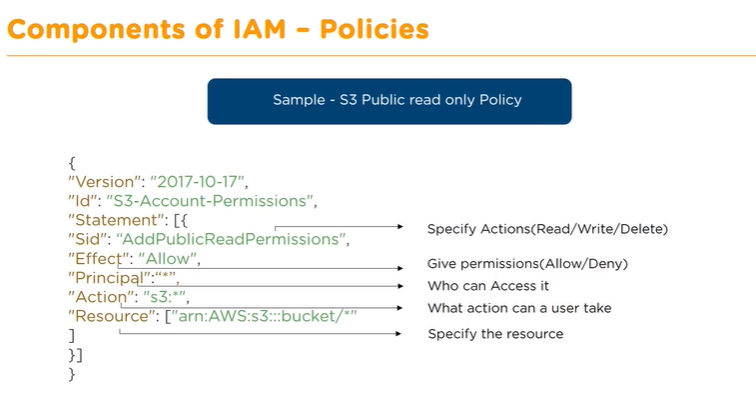 Components of IAM – Policies
Sample - S3 Public read only Policy
{
"Version": "2017-10-17",
"Id": "S3-Account-Permissions",
"Statement": [{
"Sid": “AddPublicReadPermissions",
"Effect": "Allow",
"Principal":“*”,
"Action": "s3:*",
"Resource": ["arn:AWS:s3:::bucket/*"
]
}]
}
Specify Actions(Read/Write/Delete)
Give permissions(Allow/Deny)
Who can Access it
What action can a user take
Specify the resource